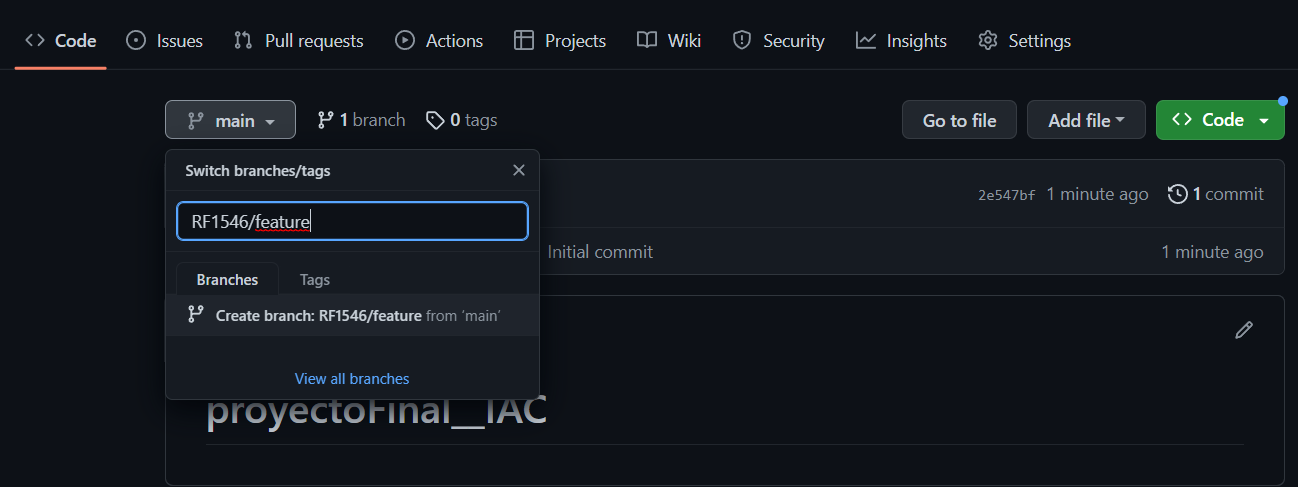 Code Issues Pull requests Actions Projects Wiki Security Insights Settings
main 1 branch 0 tags Go to file Add file Code
Switch branches/tags
2e547bf 1 minute ago 1 commit
RF1546/feature
Initial commit 1 minute ago
Branches Tags
Create branch: RF1546/feature from ‘main’
View all branches
proyectoFinal__IAC